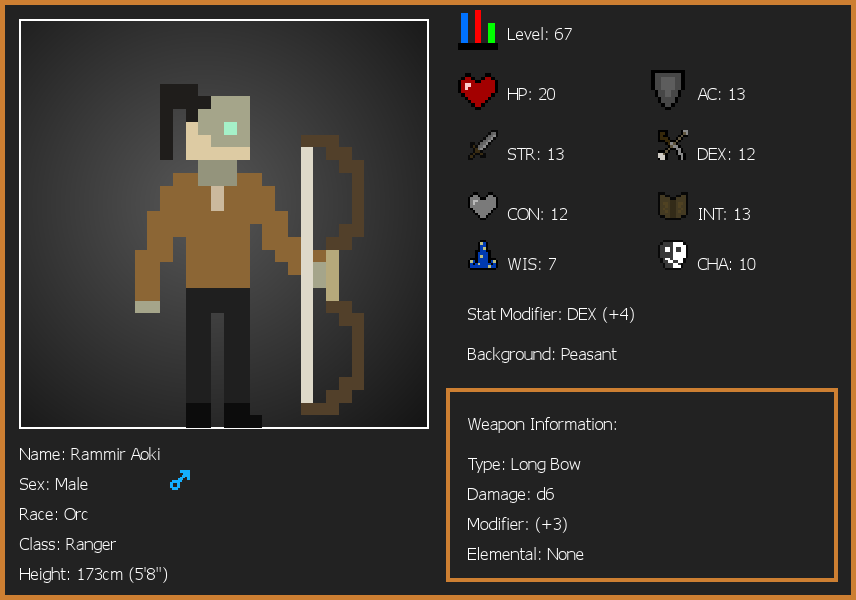 Level: 67
HP: 20
AC: 13
STR: 13
DEX: 12
CON: 12
INT: 13
WIS: 7
CHA: 10
Stat Modifier: DEX (+4)
Background: Peasant
Weapon Information:
Type: Long Bow
Damage: d6
Modifier: (+3)
Elemental: None
Name: Rammir Aoki
Sex: Male
Race: Orc
Class: Ranger
Height: 173cm (5'8")